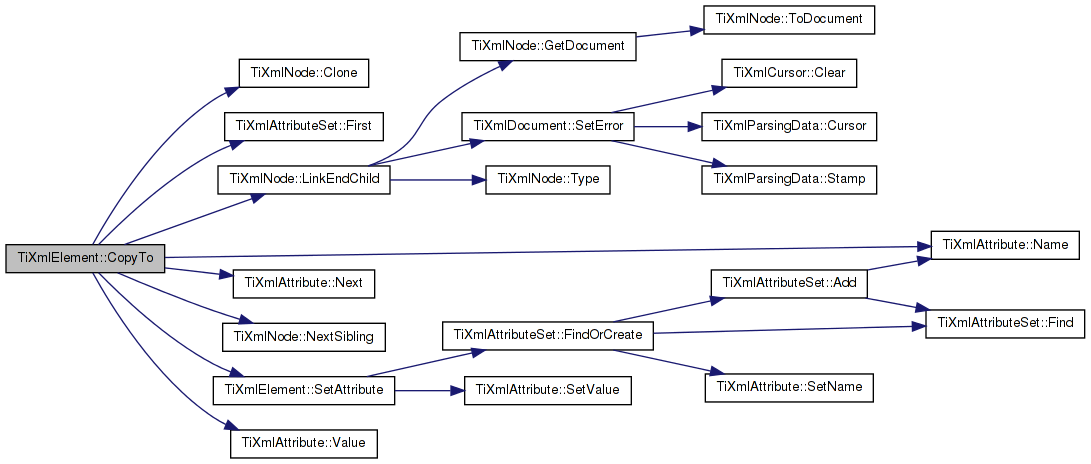 TiXmlNode::ToDocument
TiXmlNode::GetDocument
TiXmlNode::Clone
TiXmlCursor::Clear
TiXmlAttributeSet::First
TiXmlDocument::SetError
TiXmlParsingData::Cursor
TiXmlNode::LinkEndChild
TiXmlNode::Type
TiXmlParsingData::Stamp
TiXmlElement::CopyTo
TiXmlAttribute::Name
TiXmlAttribute::Next
TiXmlAttributeSet::Add
TiXmlNode::NextSibling
TiXmlAttributeSet::FindOrCreate
TiXmlAttributeSet::Find
TiXmlElement::SetAttribute
TiXmlAttribute::SetValue
TiXmlAttribute::SetName
TiXmlAttribute::Value